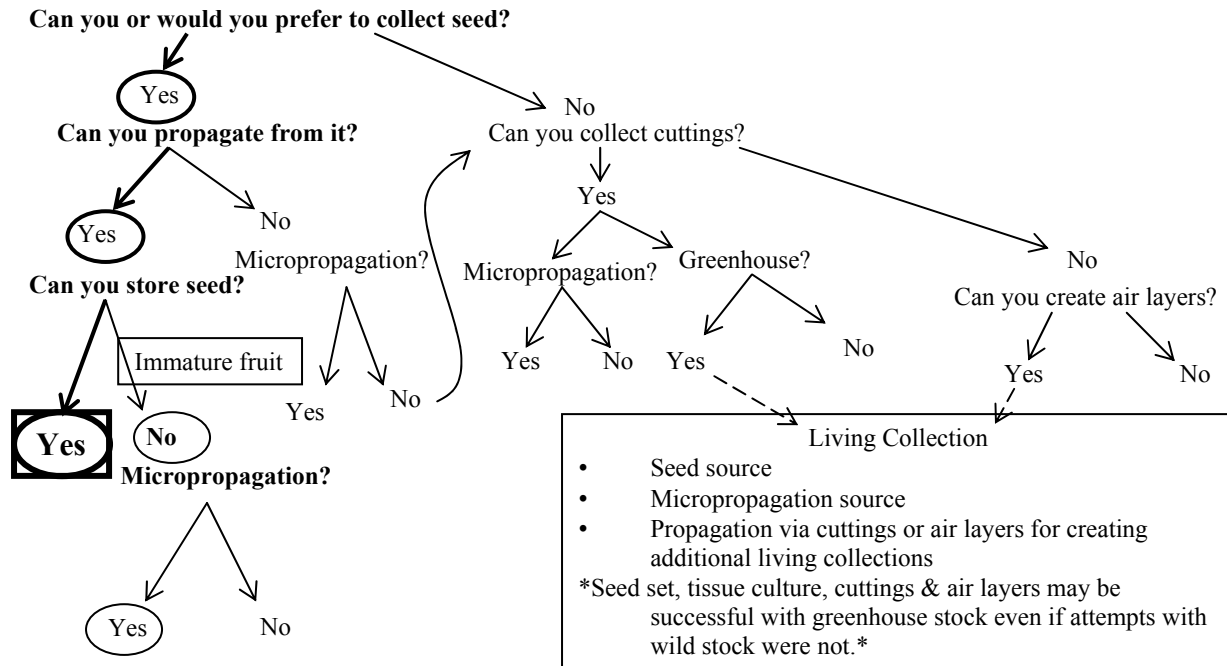 Can you or would you prefer to collect seed?
Yes
No
Can you propagate from it?
Can you collect cuttings?
Yes
No
Yes
Micropropagation?
Micropropagation?
Greenhouse?
No
Can you store seed?
Can you create air layers?
Immature fruit
Yes
No
Yes
No
Yes
No
Yes
No
Yes
No
Micropropagation?
Yes
No
Living Collection
• Seed source
• Micropropagation source
• Propagation via cuttings or air layers for creating
additional living collections
*Seed set, tissue culture, cuttings & air layers may be
successful with greenhouse stock even if attempts with
wild stock were not.*